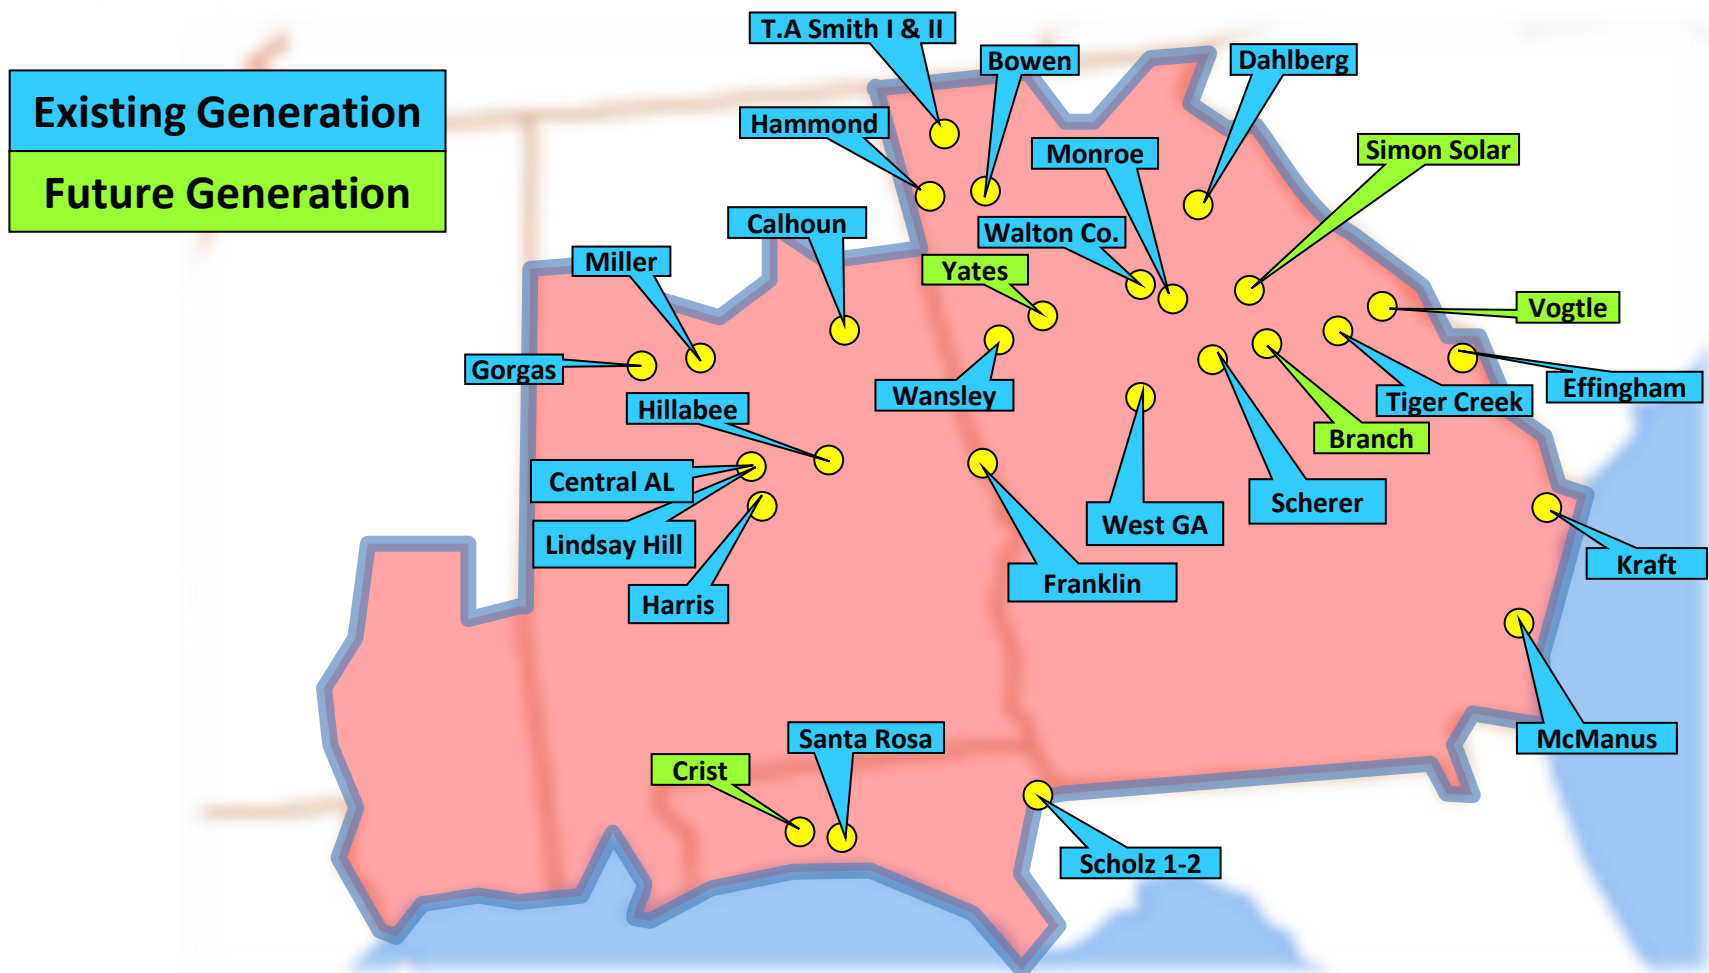 T.A Smith I & II
Bowen
Dahlberg
Existing Generation
Future Generation
Hammond
Monroe
Simon Solar
Calhoun
Walton Co.
Miller
Yates
Vogtle
Gorgas
Hillabee
Wansley
Tiger Creek
Effingham
Branch
Central AL
Scherer
West GA
Lindsay Hill
Franklin
Kraft
Harris
Santa Rosa
McManus
Crist
Scholz 1-2